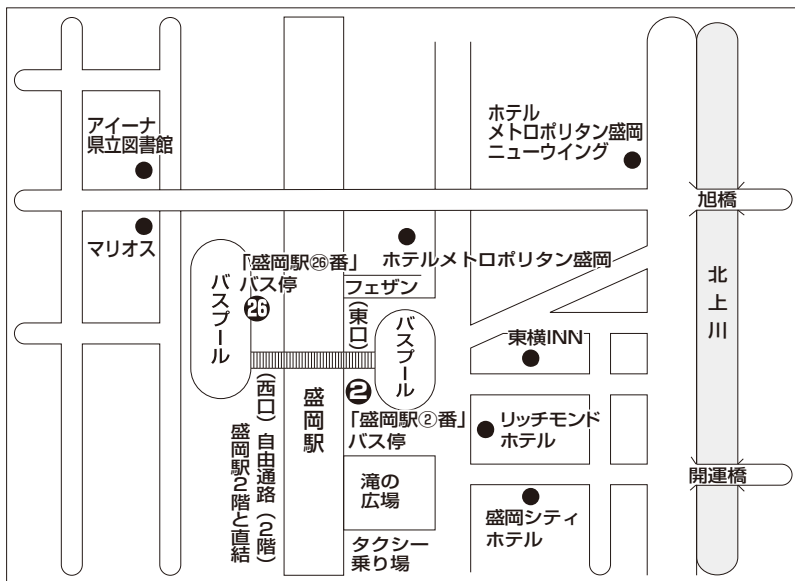 アイーナ
県立図書館
マリオス
ホテル
メトロポリタン盛岡
ニューウイング
旭橋
「盛岡駅㉖番」
バス停
26
バスプール
ホテルメトロポリタン盛岡
フェザン
(東口)
バスプール
北上川
東横INN
2
「盛岡駅②番」
バス停
(西口)
自由通路(2階)
盛岡駅2階と直結
盛岡駅
リッチモンド
ホテル
滝の
広場
開運橋
盛岡シティ
ホテル
タクシー
乗り場